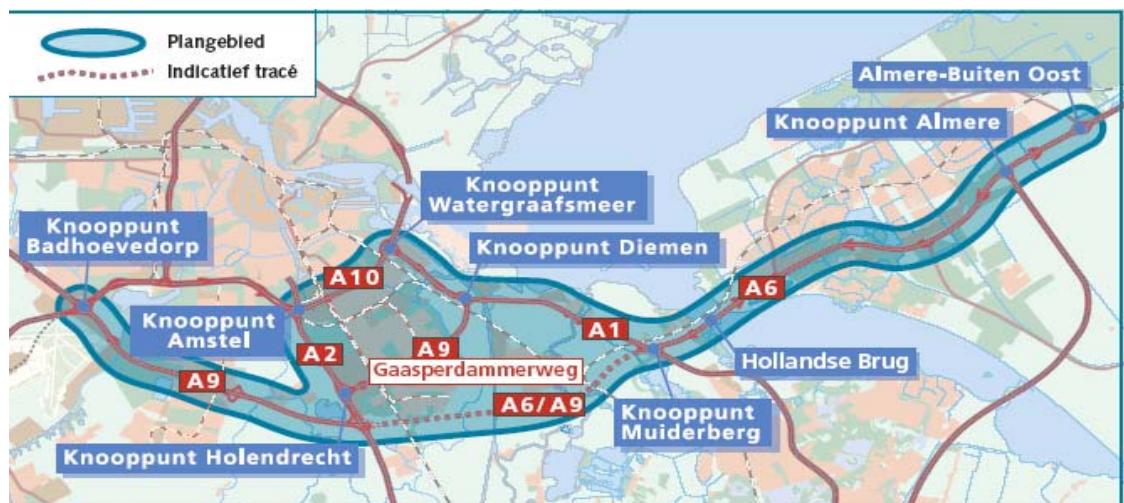 Plangebied
Indicatief tracé
Almere-Buiten Oost
Knooppunt Almere
Knooppunt
Watergraafsmeer
Knooppunt
Badhoevedorp
Knooppunt Diemen
A10
A6
Knooppunt
Amstel
A1
A2
A9
Hollandse Brug
Gaasperdammerweg
A9
A6/A9
Knooppunt
Muiderberg
Knooppunt Holendrecht